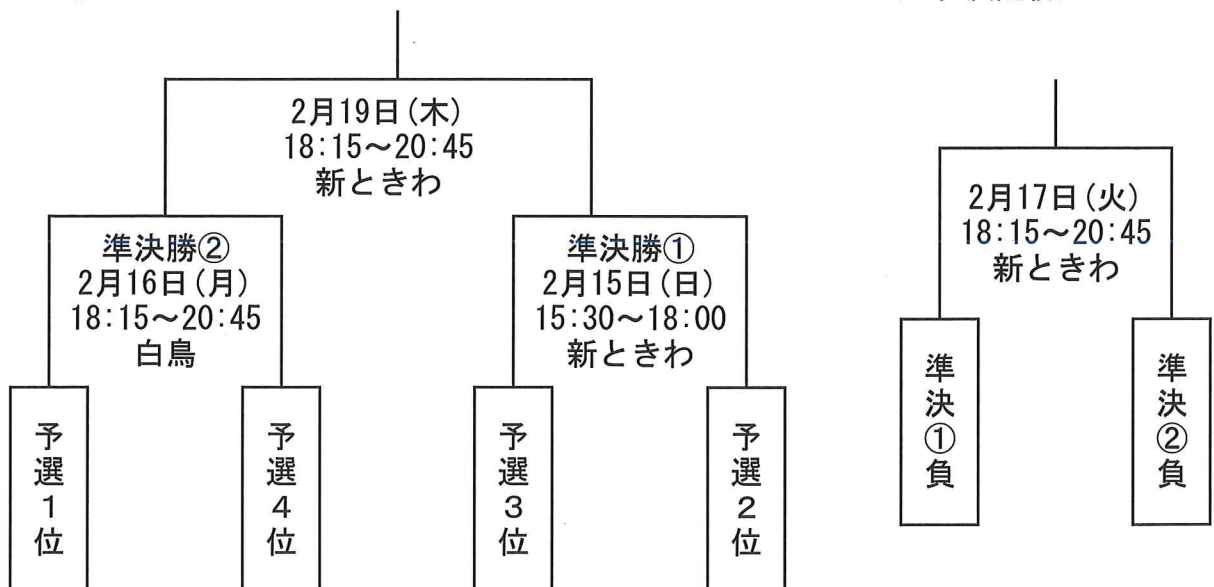 2月19日(木)
18:15～20:45
新ときわ
準決勝②
2月16日(月)
18:15～20:45
白鳥
準決勝①
2月15日(日)
15:30～18:00
新ときわ
予選1位
予選4位
予選3位
予選2位
2月17日(火)
18:15～20:45
新ときわ
準決①負
準決②負